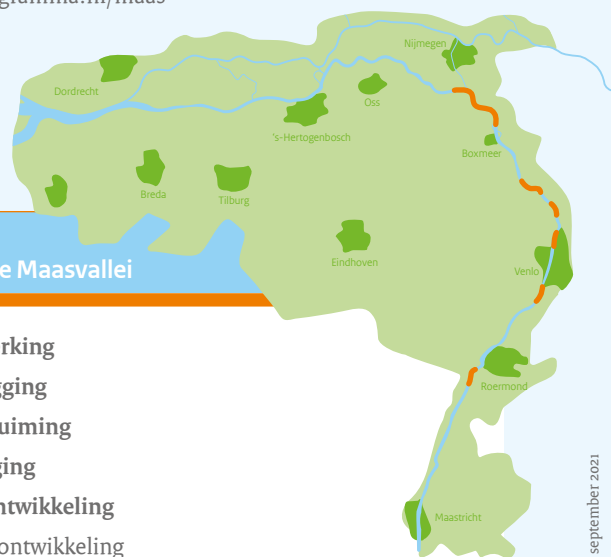 Nijmegen
Dordrecht
Oss
's-Hertogenbosch
Boxmeer
Breda
Tilburg
Eindhoven
Venlo
e Maasvallei
rking
Roermond
gging
uiming
ging
ntwikkeling
Maastricht
ontwikkeling
september 2021